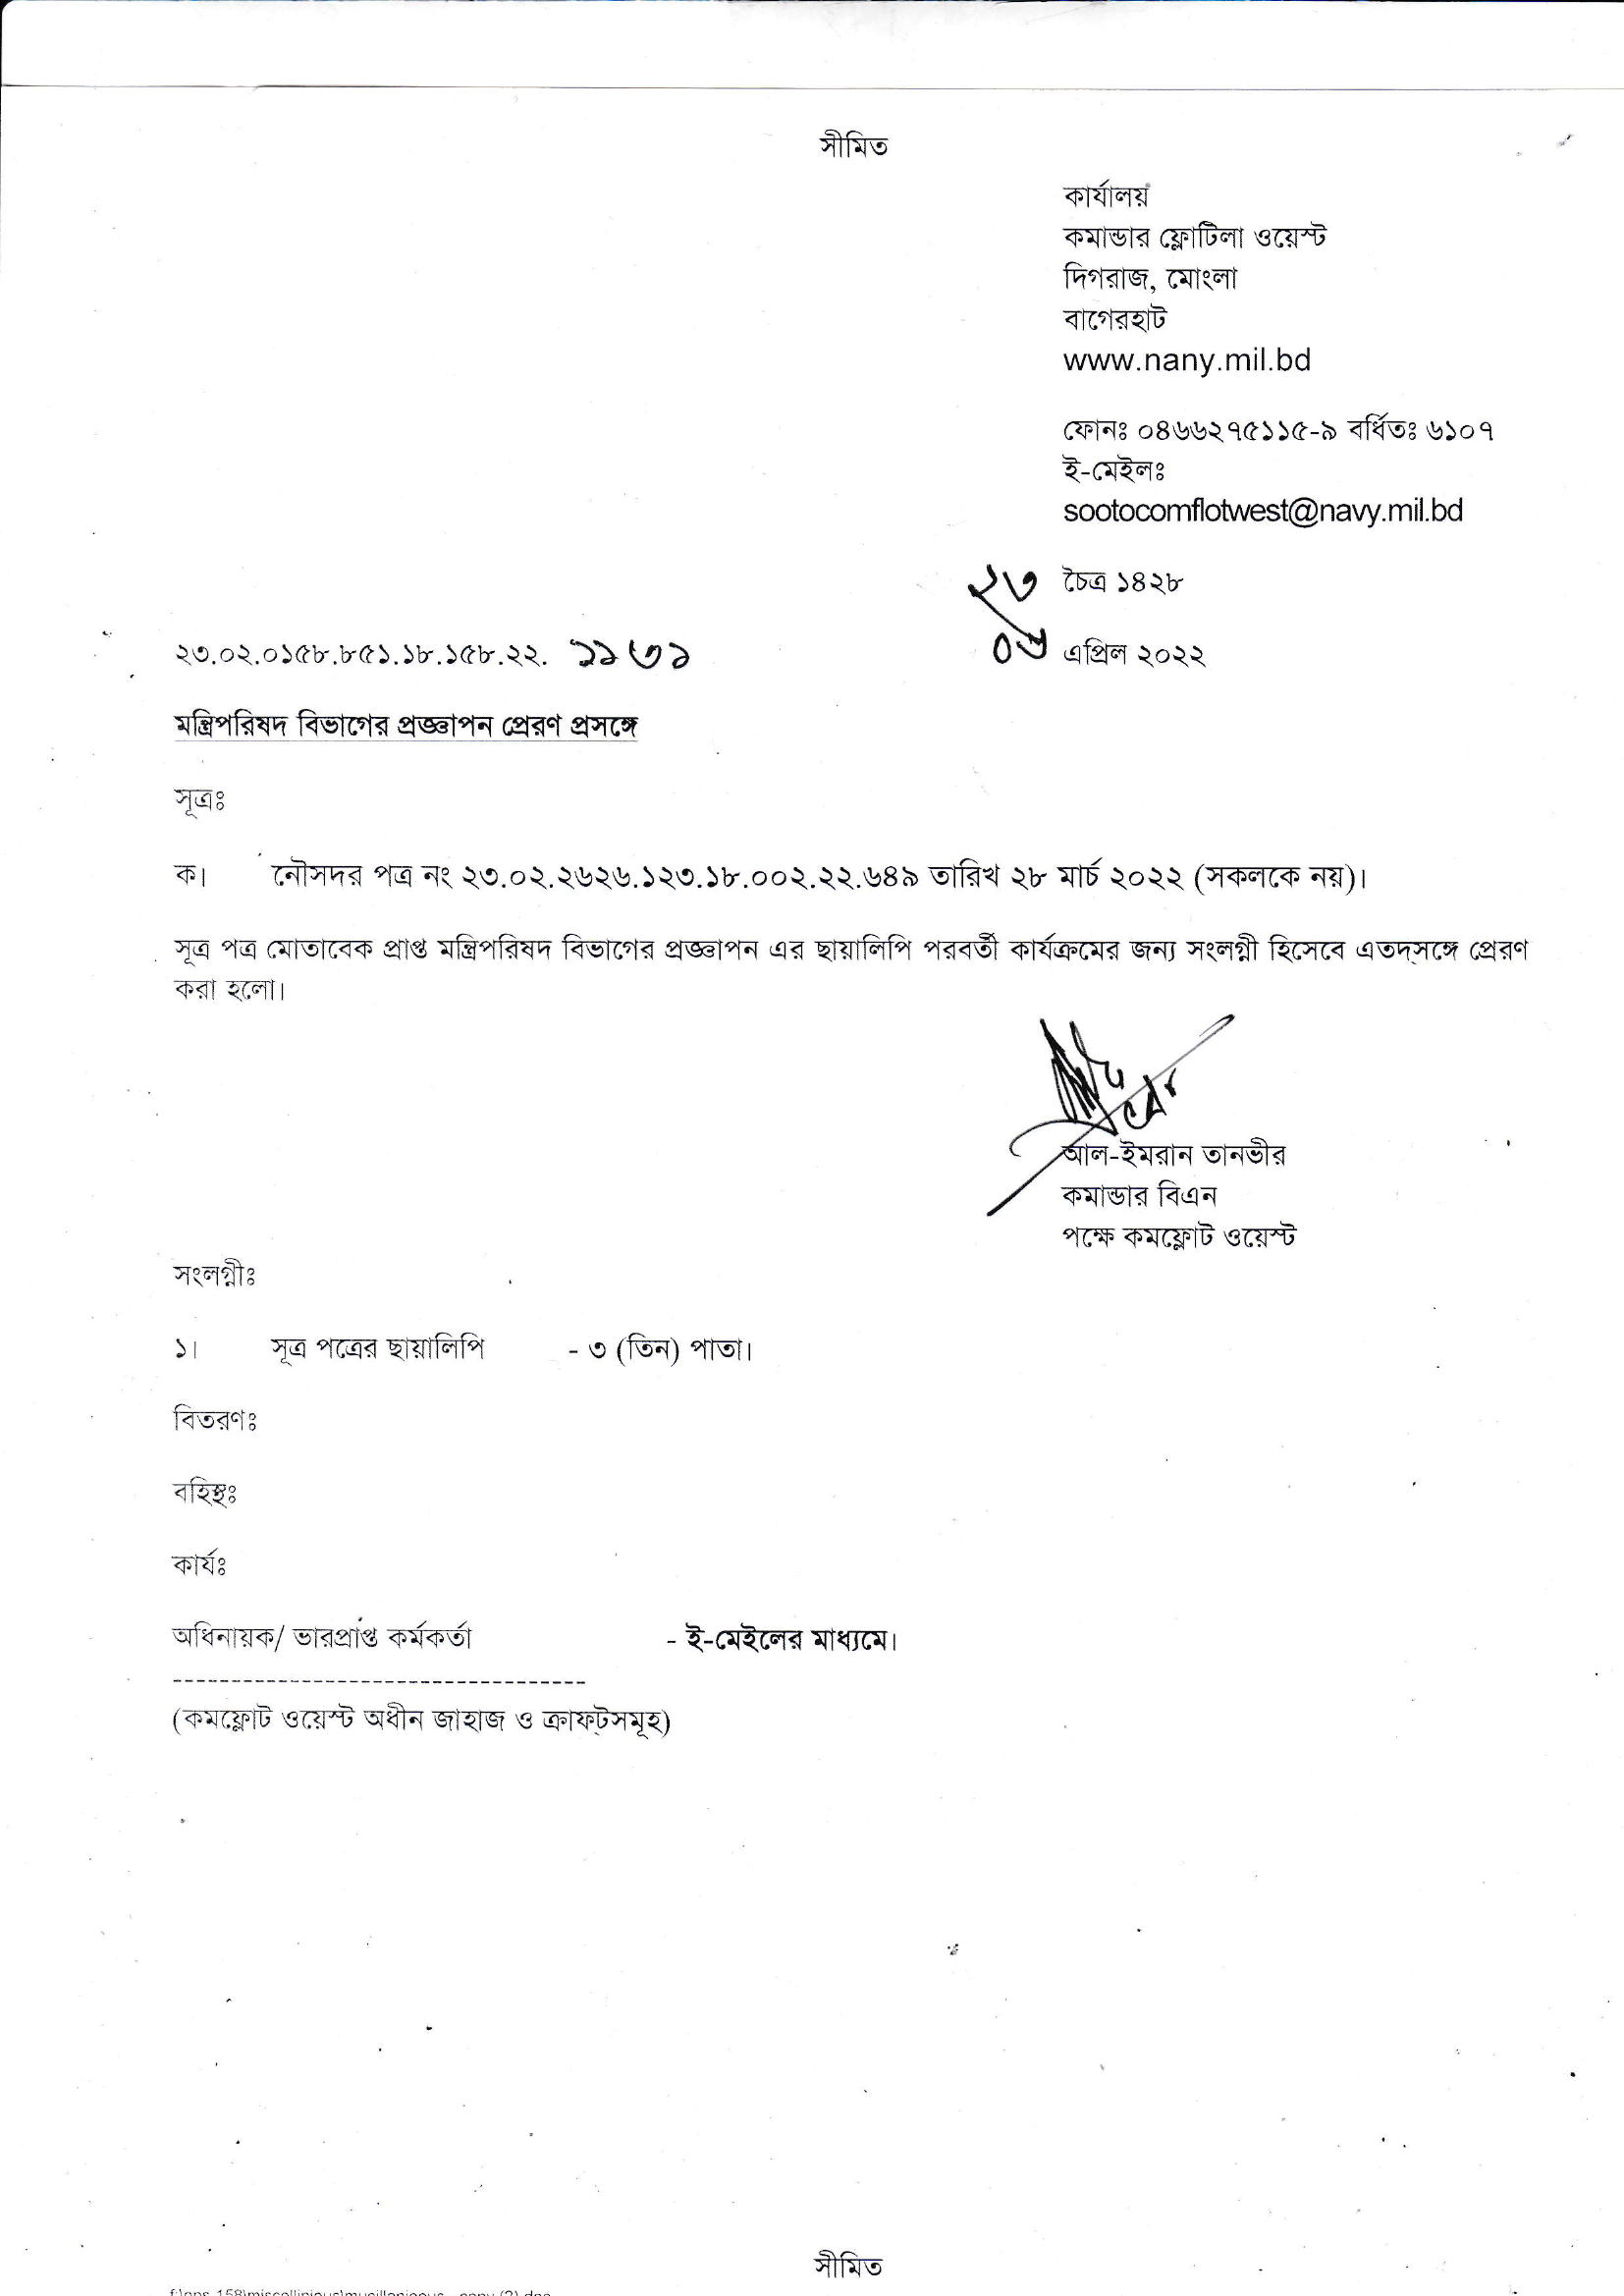 সীমিত
কার্যালয়
কমান্ডার ফ্লোটিলা ওয়েস্ট
দিগরাজ, মোংলা
বাগেরহাট
www.nany.mil.bd
ফোনঃ ০৪৬৬২৭৫১১৫-৯ বর্ধিতঃ ৬১০৭
ই-মেইলঃ
sootocomflotwest@navy.mil.bd
২৩ চৈত্র ১৪২৮
২৩.০২.০১৫৮.৮৫১.১৮.১৫৮.২২. ১১৩১
এপ্রিল ২০২২
মন্ত্রিপরিষদ বিভাগের প্রজ্ঞাপন প্রেরণ প্রসঙ্গে
সূত্রঃ
ক। নৌসদর পত্র নং ২৩.০২.২৬২৬.১২৩.১৮.০০২.২২.৬৪৯ তারিখ ২৮ মার্চ ২০২২ (সকলকে নয়)।
সূত্র পত্র মোতাবেক প্রাপ্ত মন্ত্রিপরিষদ বিভাগের প্রজ্ঞাপন এর ছায়ালিপি পরবর্তী কার্যক্রমের জন্য সংলগ্নী হিসেবে এতদ্সঙ্গে প্রেরণ
করা হলো।
আল-ইমরান তানভীর
কমান্ডার বিএন
পক্ষে কমফ্লোট ওয়েস্ট
সংলগ্নীঃ
১। সূত্র পত্রের ছায়ালিপি - ৩ (তিন) পাতা।
বিতরণঃ
বহিস্থঃ
কার্যঃ
অধিনায়ক/ ভারপ্রাপ্ত কর্মকর্তা - ই-মেইলের মাধ্যমে।
-----------------------------------
(কমফ্লোট ওয়েস্ট অধীন জাহাজ ও ক্রাফ্টসমূহ)
সীমিত